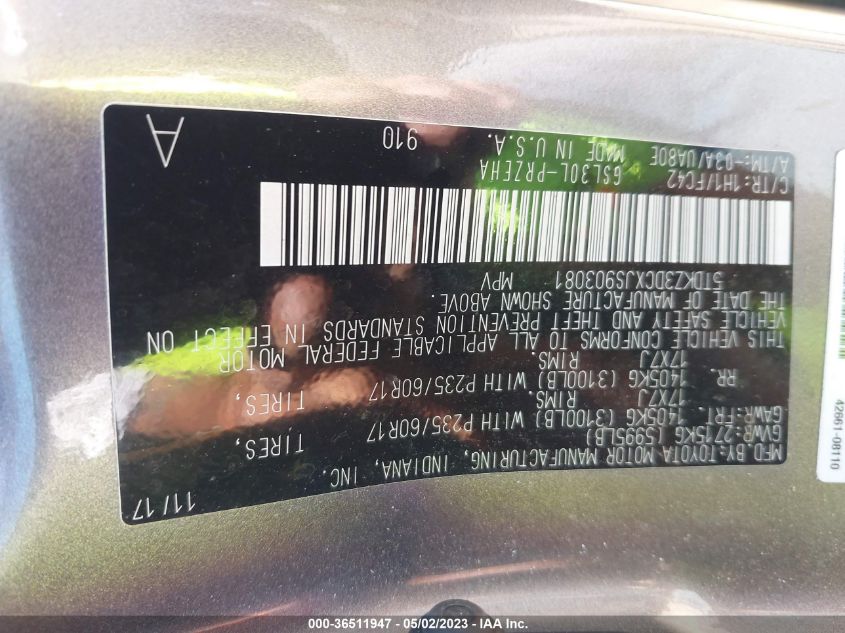 MFD.BY: TOYOTA MOTOR MANUFACTURING, INDIANA, INC. 11/17
GVWR:2715KG (5995LB)
GAWR:FRT. 1405KG (3100LB) WITH P235/60R17 TIRES,
17X7J RIMS.
RR. 1405KG (3100LB) WITH P235/60R17 TIRES,
17X7J RIMS.
THIS VEHICLE CONFORMS TO ALL APPLICABLE FEDERAL MOTOR
VEHICLE SAFETY AND THEFT PREVENTION STANDARDS IN EFFECT ON
THE DATE OF MANUFACTURE SHOWN ABOVE.
5TDKZ3DCXJS903081 MPV
C/TR: 1H1/FC42 GSL30L-PRZEHA
A/TM:-03A/UA80E MADE IN U.S.A. 910 A
42661-08110
000-36511947 - 05/02/2023 - IAA Inc.